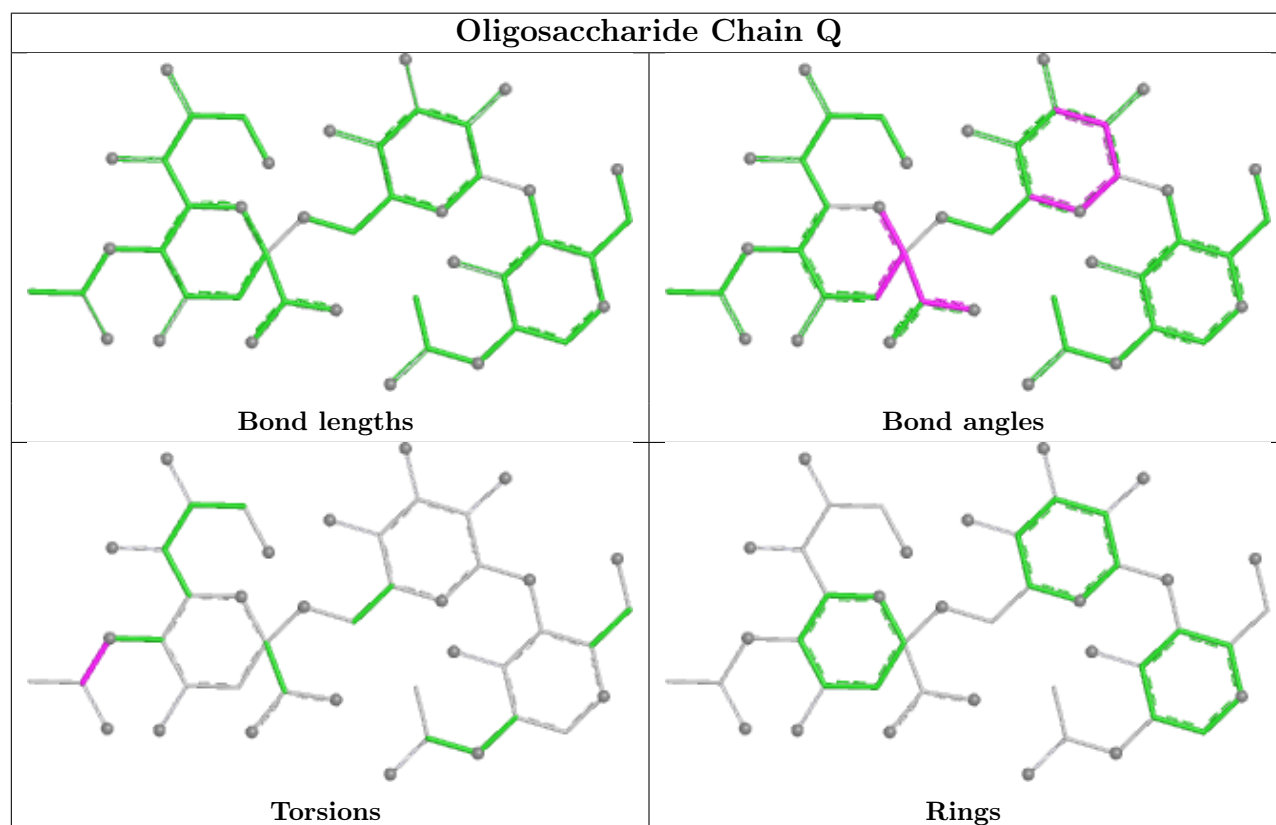 Oligosaccharide Chain Q
Bond lengths
Bond angles
Torsions
Rings